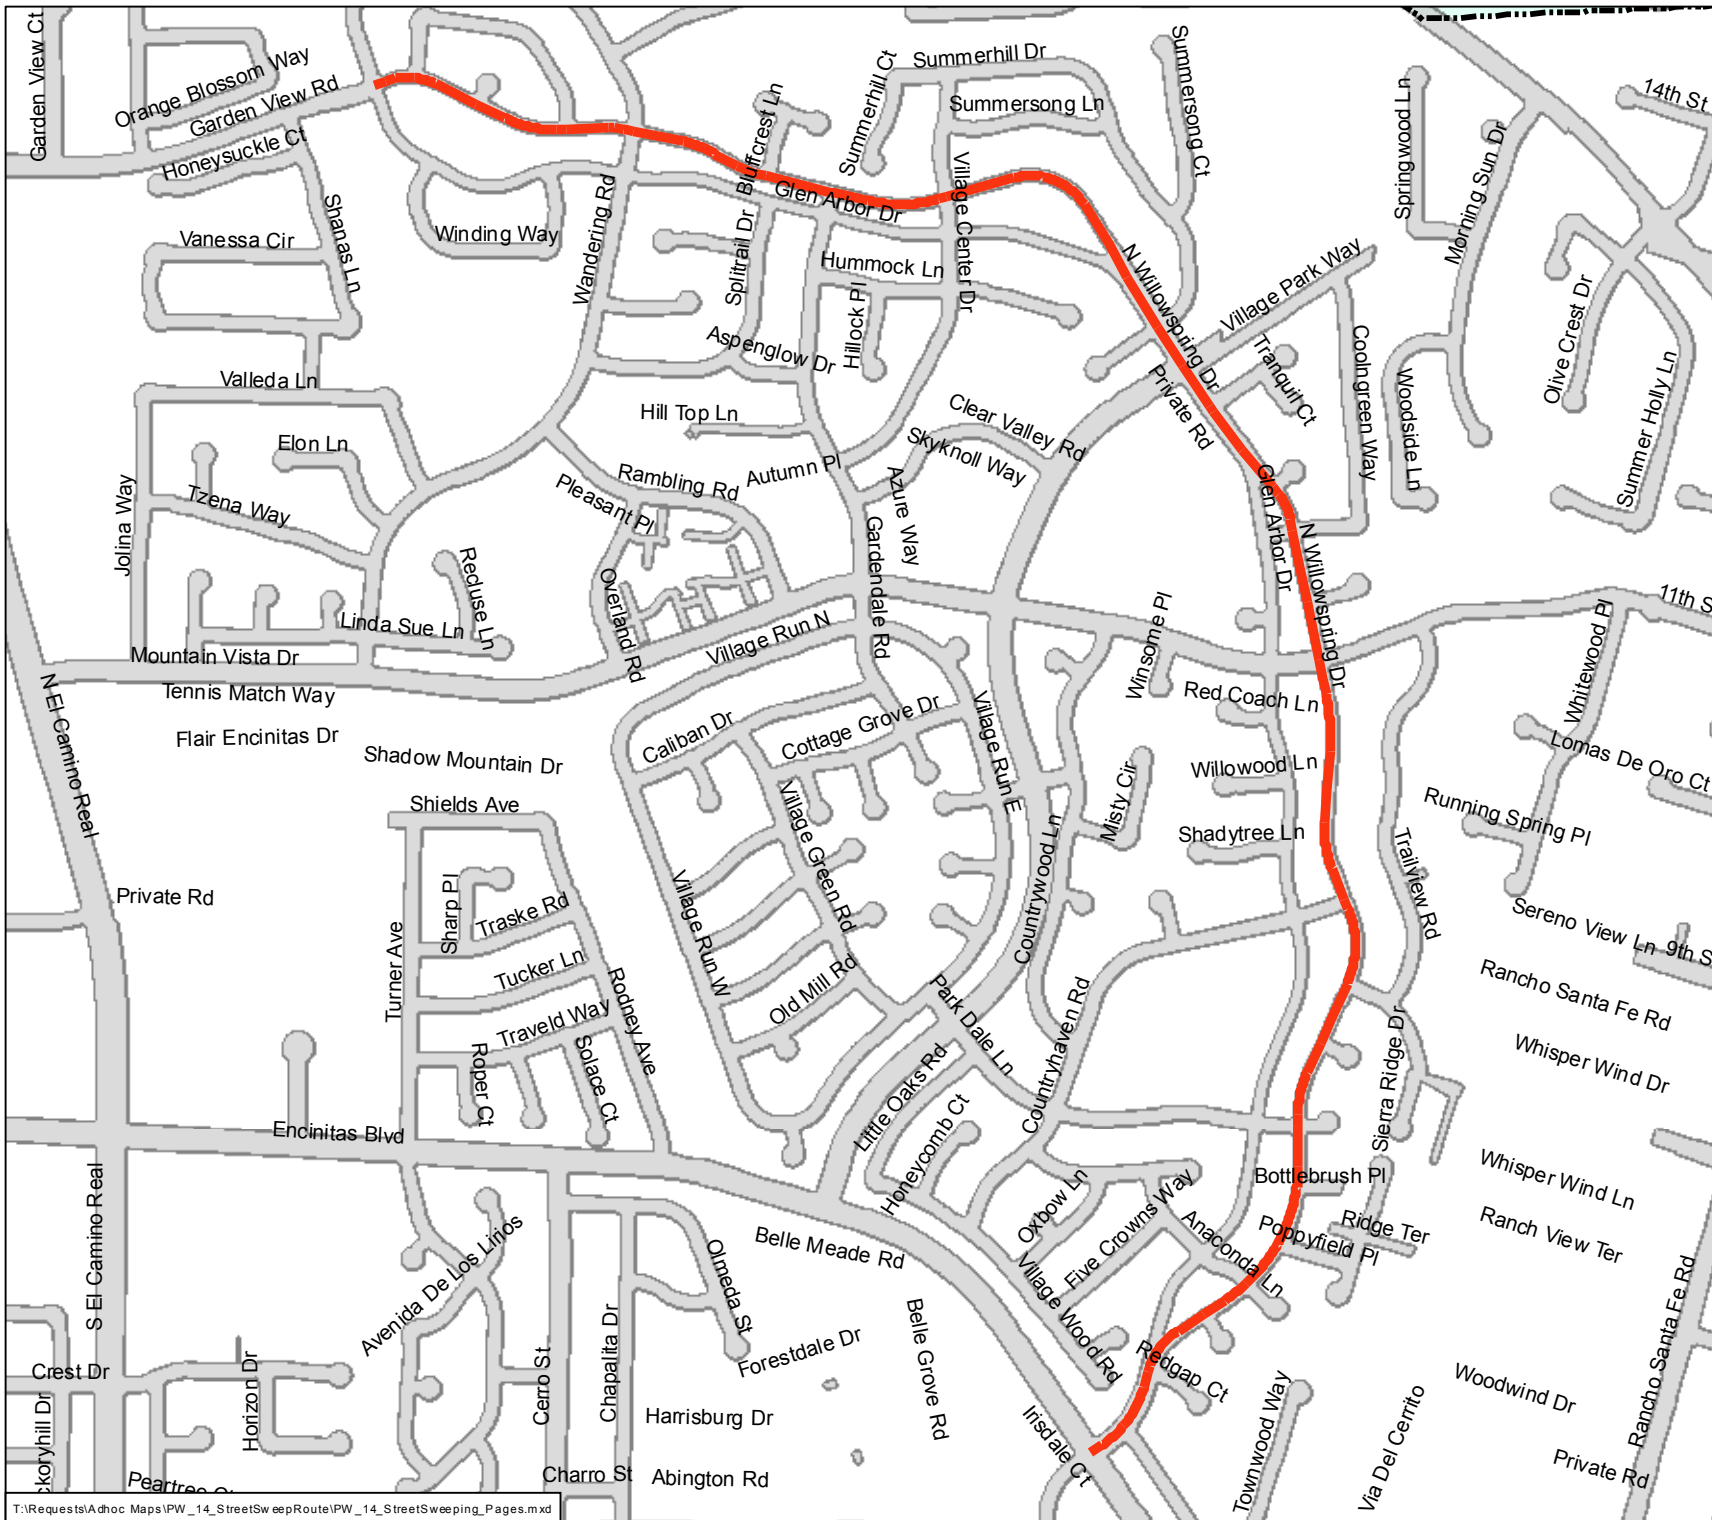 Garden View Ct
Orange Blossom Way
Garden View Rd
Honeysuckle Ct
Shanas Ln
Vanessa Cir
Winding Way
Wandering Rd
Bluffcrest Ln
Splitrail Dr
Summerhill Ct
Summerhill Dr
Summersong Ln
Summersong Ct
Village Center Dr
Glen Arbor Dr
Hummock Ln
Hillock Pl
Aspenglow Dr
N Willowspring Dr
Village Park Way
Tranquil Ct
Private Rd
Coolngreen Way
Springwood Ln
Morning Sun Dr
14th St
Olive Crest Dr
Summer Holly Ln
Woodside Ln
Valleda Ln
Elon Ln
Tzena Way
Jolina Way
Recluse Ln
Linda Sue Ln
Mountain Vista Dr
Tennis Match Way
Flair Encinitas Dr
Shadow Mountain Dr
Hill Top Ln
Rambling Rd
Autumn Pl
Pleasant Pl
Overland Rd
Clear Valley Rd
Skyknoll Way
Azure Way
Gardendale Rd
Village Run N
Glen Arbor Dr
N Willowspring Dr
11th S
Whitewood Pl
Winsome Pl
Red Coach Ln
Willowood Ln
Shadytree Ln
Misty Cir
Caliban Dr
Cottage Grove Dr
Village Run E
Village Green Rd
Village Run W
Old Mill Rd
Countrywood Ln
Park Dale Ln
Countryhaven Rd
Trailview Rd
Lomas De Oro Ct
Running Spring Pl
Sereno View Ln
9th S
Rancho Santa Fe Rd
Whisper Wind Dr
Sierra Ridge Dr
N El Camino Real
Private Rd
Shields Ave
Sharp Pl
Traske Rd
Tucker Ln
Traveld Way
Turner Ave
Roper Ct
Solace Ct
Rodney Ave
Encinitas Blvd
Little Oaks Rd
Honeycomb Ct
Oxbow Ln
Five Crowns Way
Anaconda Ln
Bottlebrush Pl
Poppyfield Pl
Ridge Ter
Whisper Wind Ln
Ranch View Ter
S El Camino Real
Avenida De Los Lirios
Olmeda St
Belle Meade Rd
Belle Grove Rd
Forestdale Dr
Village Wood Rd
Redgap Ct
Irisdale Ct
Townwood Way
Via Del Cerrito
Woodwind Dr
Private Rd
Rancho Santa Fe Rd
Crest Dr
ckoryhill Dr
Horizon Dr
Cerro St
Chapalita Dr
Harrisburg Dr
Charro St
Abington Rd
Peartree
T:\Requests\Adhoc Maps\PW_14_StreetSweepRoute\PW_14_StreetSweeping_Pages.mxd